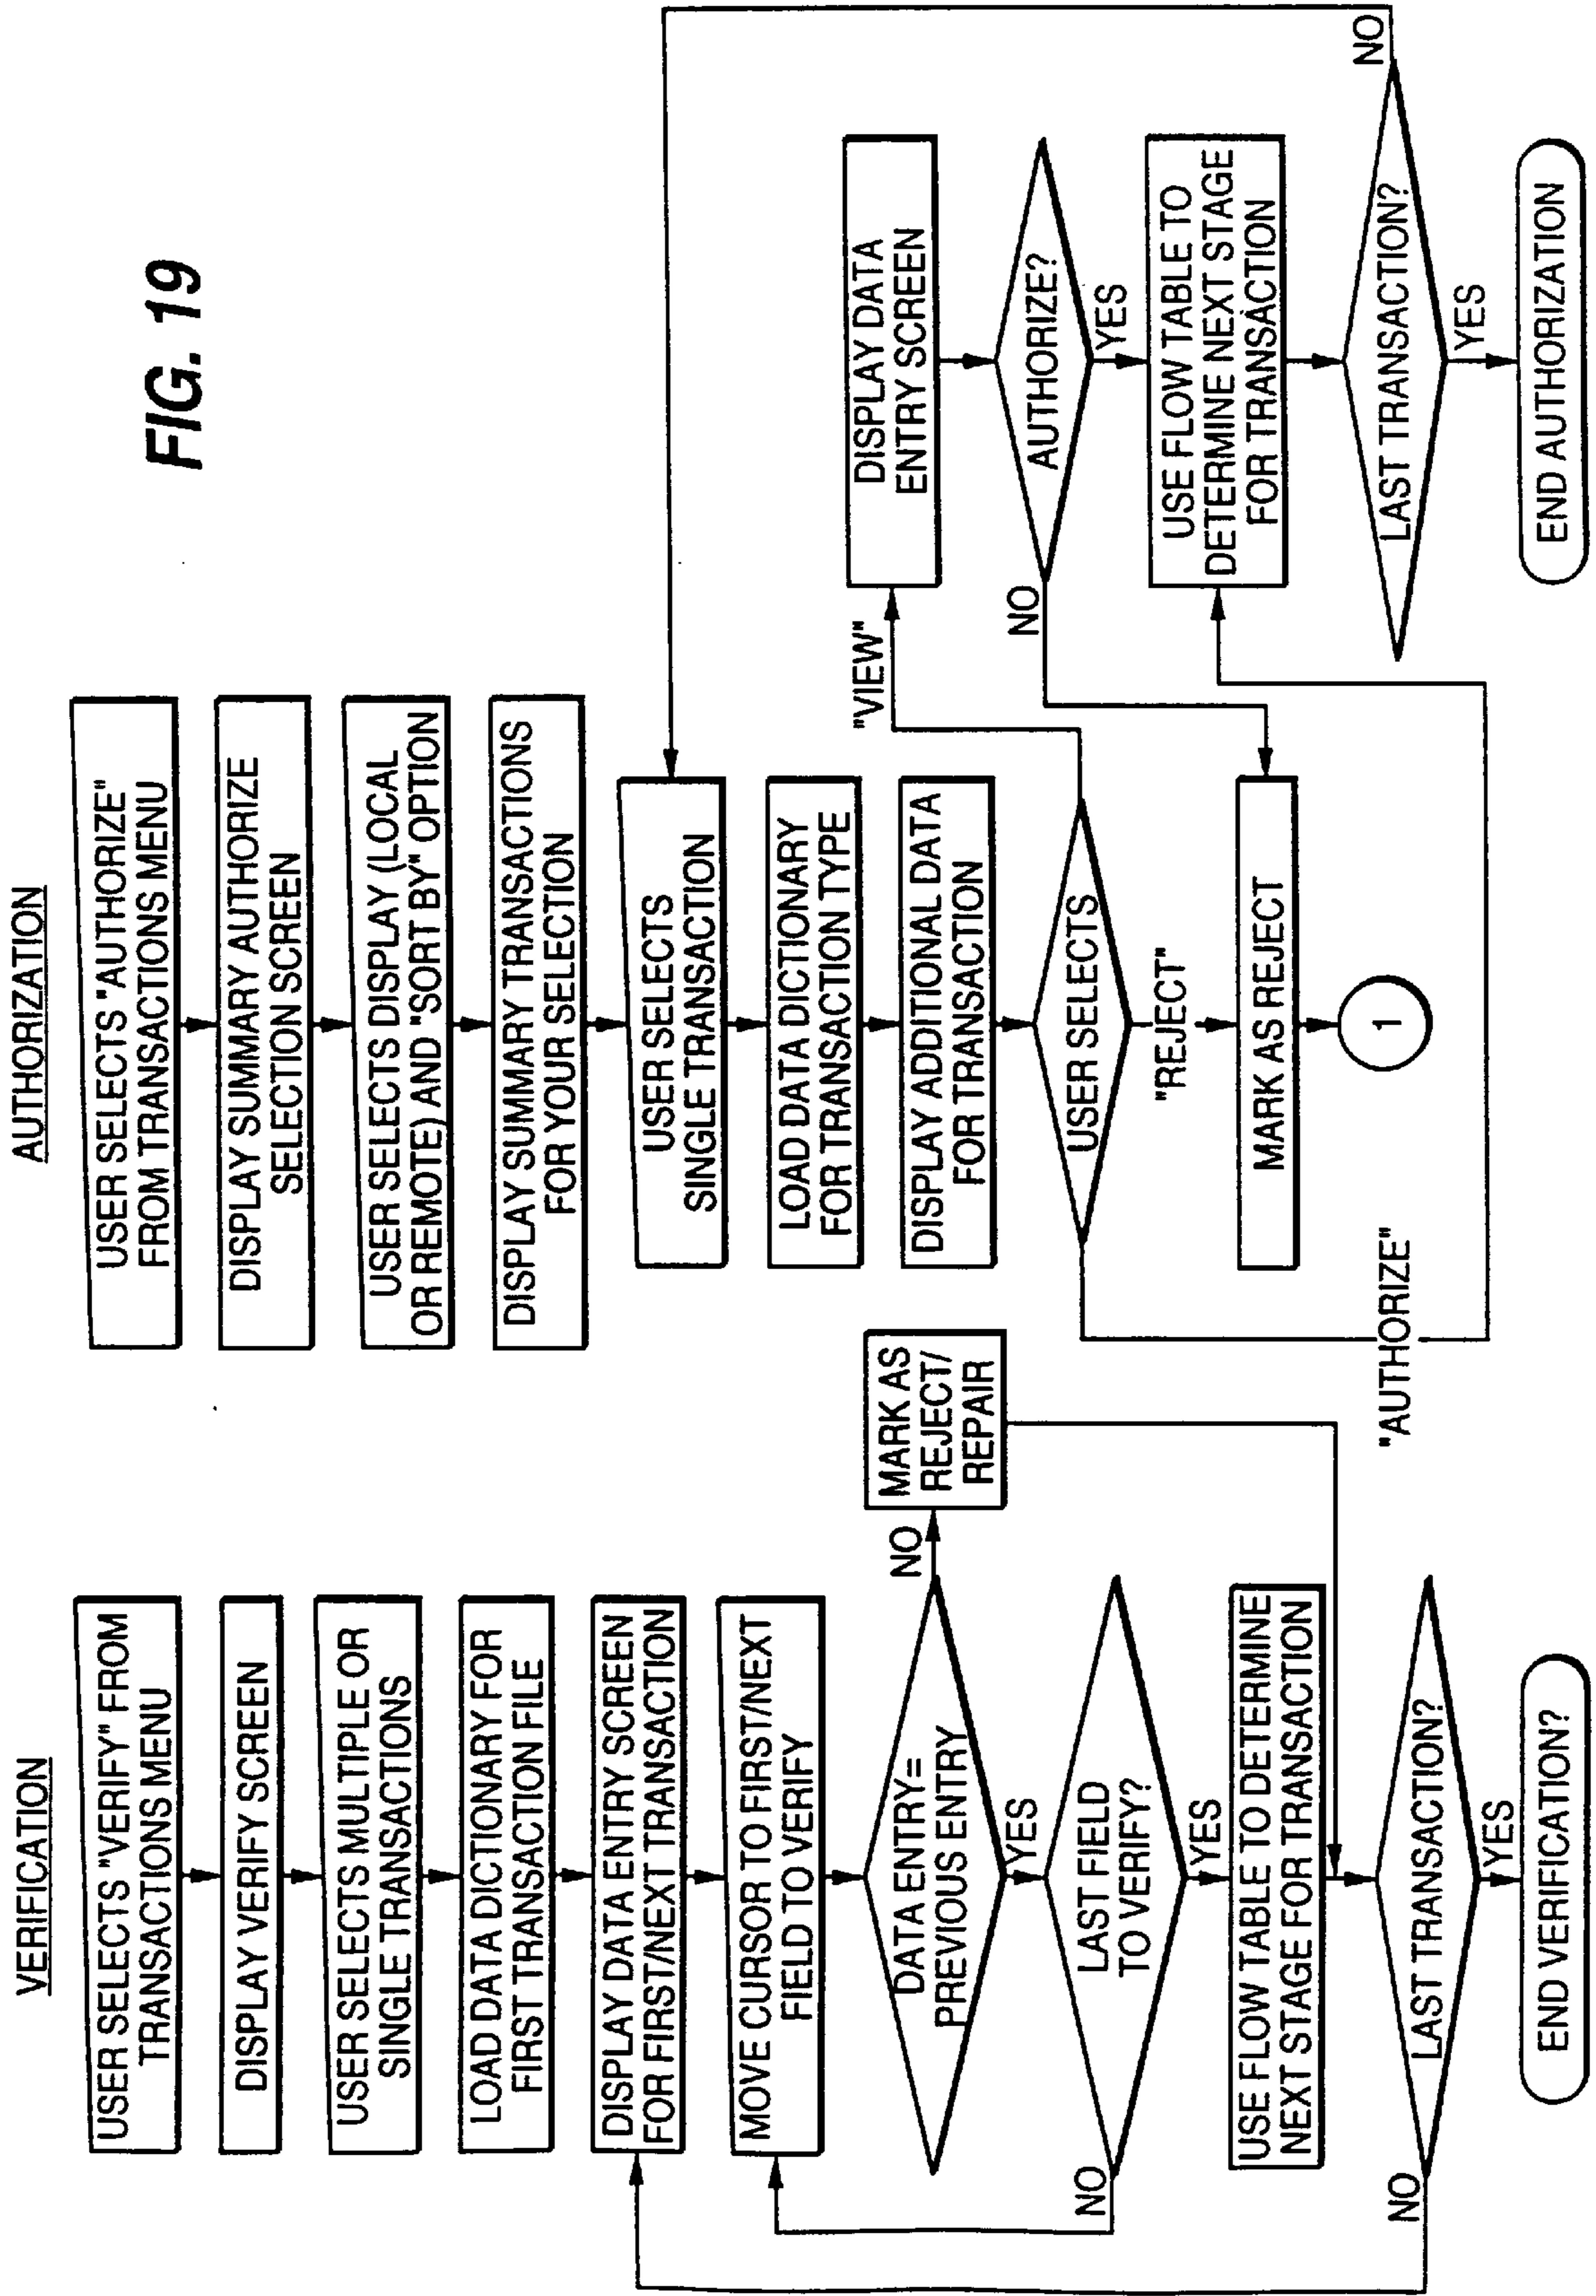 FIG. 19
VERIFICATION
USER SELECTS "VERIFY" FROM
TRANSACTIONS MENU
DISPLAY VERIFY SCREEN
USER SELECTS MULTIPLE OR
SINGLE TRANSACTIONS
LOAD DATA DICTIONARY FOR
FIRST TRANSACTION FILE
DISPLAY DATA ENTRY SCREEN
FOR FIRST/NEXT TRANSACTION
MOVE CURSOR TO FIRST/NEXT
FIELD TO VERIFY
DATA ENTRY=
PREVIOUS ENTRY
NO
MARK AS
REJECT/
REPAIR
YES
LAST FIELD
TO VERIFY?
NO
YES
USE FLOW TABLE TO DETERMINE
NEXT STAGE FOR TRANSACTION
LAST TRANSACTION?
NO
YES
END VERIFICATION?
AUTHORIZATION
USER SELECTS "AUTHORIZE"
FROM TRANSACTIONS MENU
DISPLAY SUMMARY AUTHORIZE
SELECTION SCREEN
USER SELECTS DISPLAY (LOCAL
OR REMOTE) AND "SORT BY" OPTION
DISPLAY SUMMARY TRANSACTIONS
FOR YOUR SELECTION
USER SELECTS
SINGLE TRANSACTION
LOAD DATA DICTIONARY
FOR TRANSACTION TYPE
DISPLAY ADDITIONAL DATA
FOR TRANSACTION
USER SELECTS
"VIEW"
"REJECT"
"AUTHORIZE"
MARK AS REJECT
1
DISPLAY DATA
ENTRY SCREEN
AUTHORIZE?
NO
YES
USE FLOW TABLE TO
DETERMINE NEXT STAGE
FOR TRANSACTION
LAST TRANSACTION?
NO
YES
END AUTHORIZATION